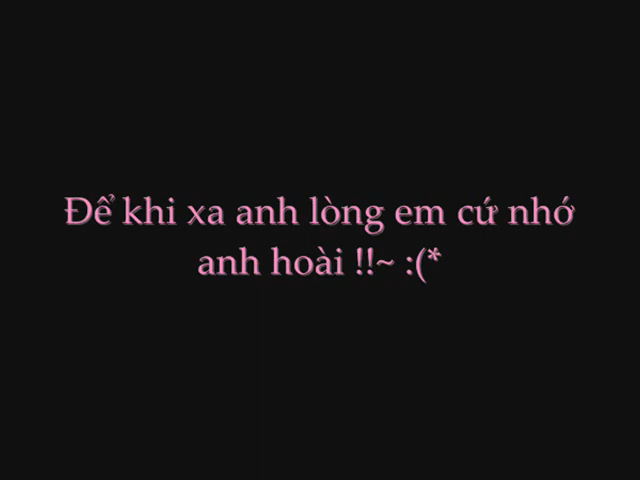 Để khi xa anh lòng em cứ nhớ
anh hoài !!~ :(*